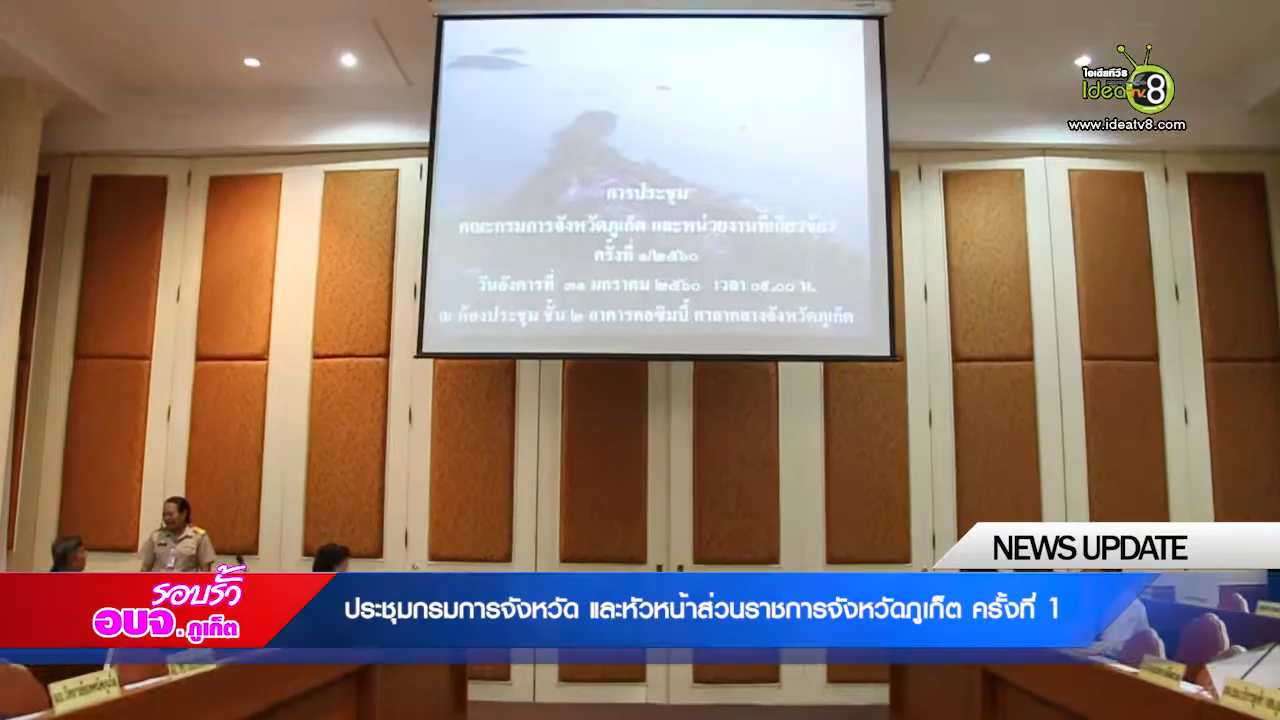 ไอเดียทีวี8
Idea TV. 8
www.ideatv8.com
การประชุม
คณะกรมการจังหวัดภูเก็ต และหน่วยงานที่เกี่ยวข้อง
ครั้งที่ ๑/๒๕๖๐
วันอังคารที่ ๓๑ มกราคม ๒๕๖๐ เวลา ๐๙.๐๐ น.
ณ ห้องประชุม ชั้น ๒ อาคารคอซิมบี้ ศาลากลางจังหวัดภูเก็ต
NEWS UPDATE
รอบรั้ว
อบจ.ภูเก็ต
ประชุมกรมการจังหวัด และหัวหน้าส่วนราชการจังหวัดภูเก็ต ครั้งที่ 1